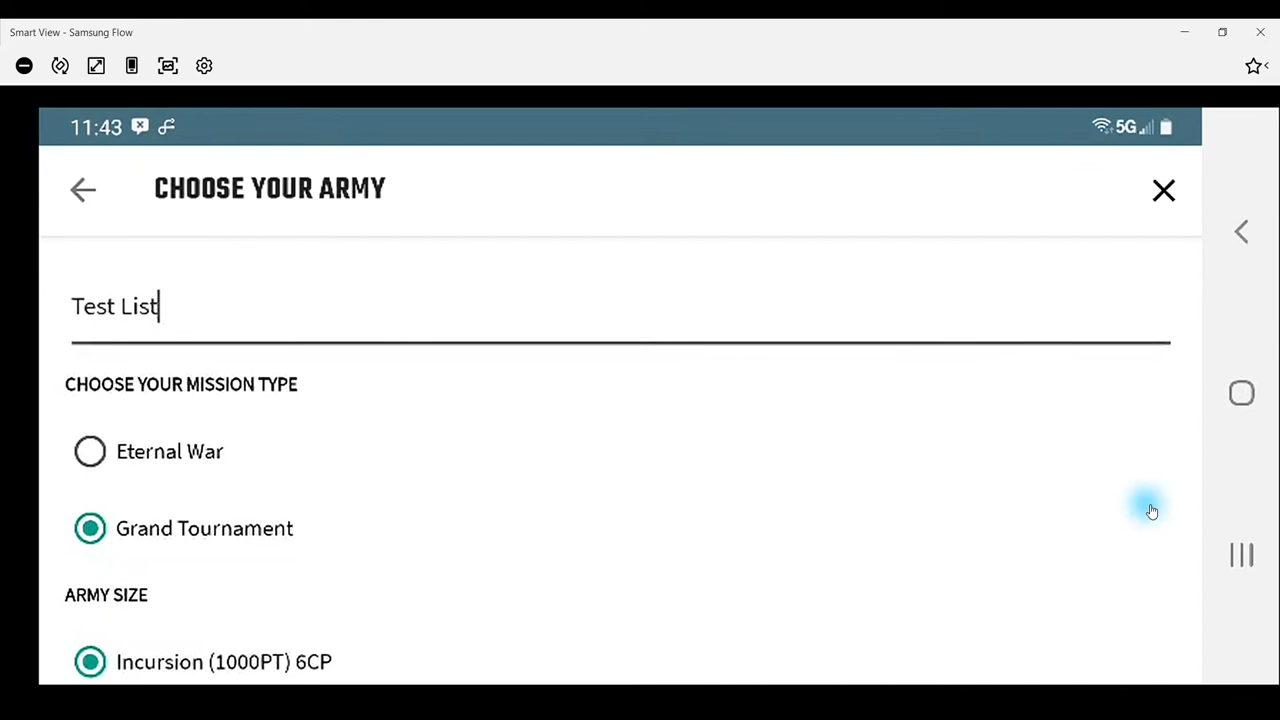 Smart View - Samsung Flow
11:43
5G
CHOOSE YOUR ARMY
Test List
CHOOSE YOUR MISSION TYPE
Eternal War
Grand Tournament
ARMY SIZE
Incursion (1000PT) 6CP